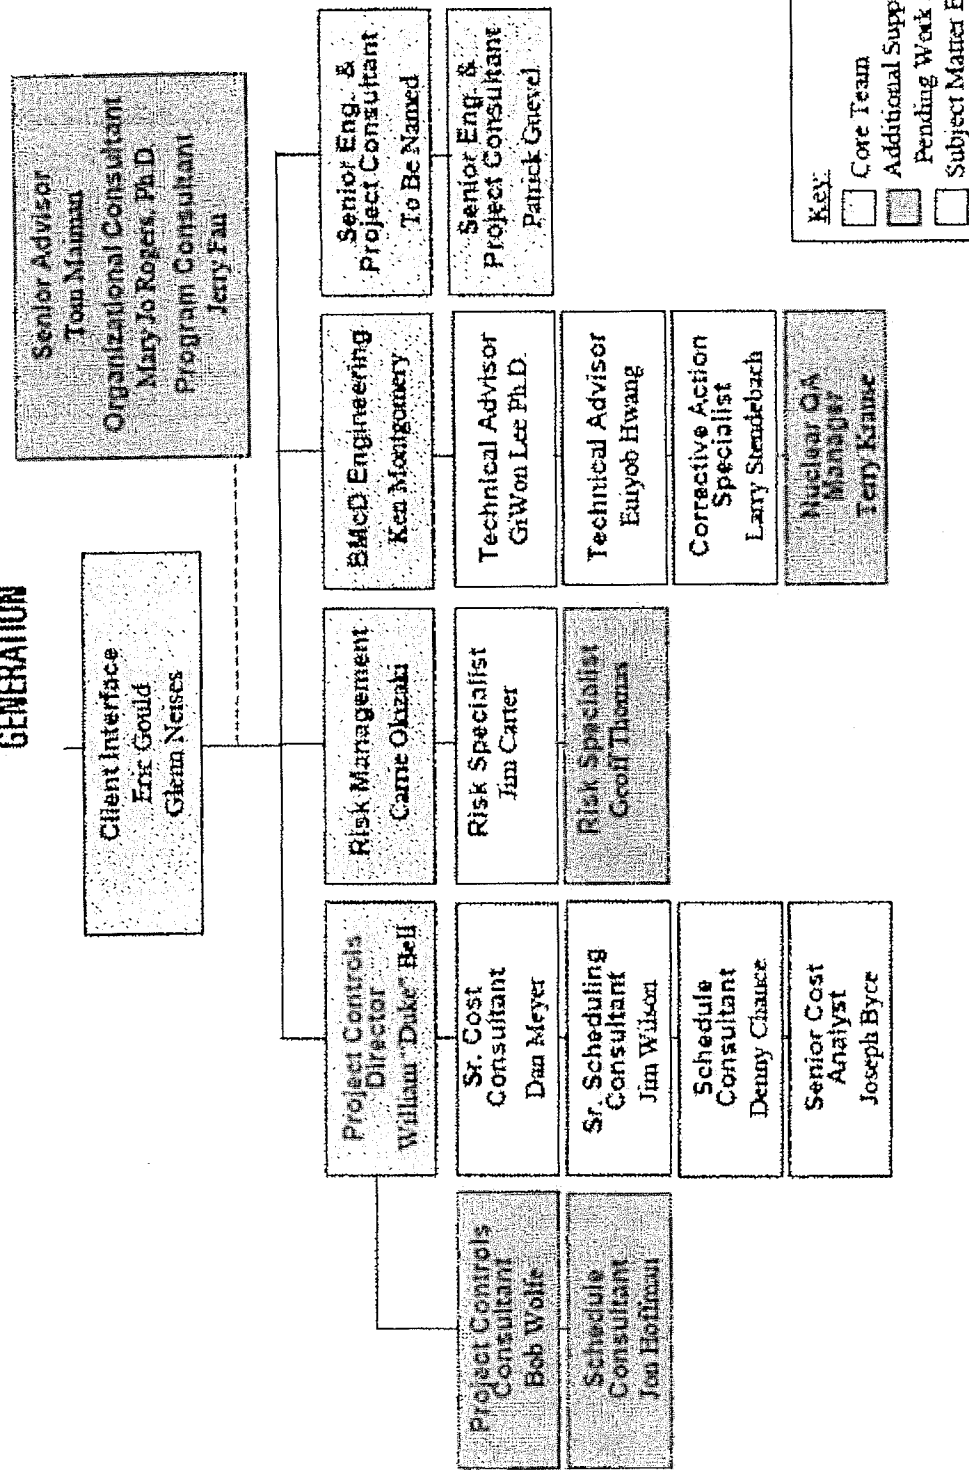 GENERATION
Client Interface
Eric Gould
Glenn Neises
Senior Advisor
Tom Maiman
Organizational Consultant
Mary Jo Rogers, Ph D.
Program Consultant
Jerry
Project Controls
Director
William "Duke" Bell
Risk Management
Carrie Okizaki
BMcD Engineering
Ken Montgomery
Senior Eng. &
Project Consultant
To Be Named
Project Controls
Consultant
Bob Wolfe
Sr. Cost
Consultant
Dan Meyer
Risk Specialist
Jim Carter
Technical Advisor
GiWon Lee Ph D.
Senior Eng. &
Project Consultant
Patrick Guevel
Schedule
Consultant
Jon Hoffman
Sr. Scheduling
Consultant
Jim Wilson
Risk Specialist
Geoff Thomas
Technical Advisor
Euiyob Hwang
Schedule
Consultant
Denny Chance
Corrective Action
Specialist
Larry Stendebach
Senior Cost
Analyst
Joseph Byce
Nuclear QA
Manager
Terry Krause
Key:
Core Team
Additional Supp
Pending Work
Subject Matter E